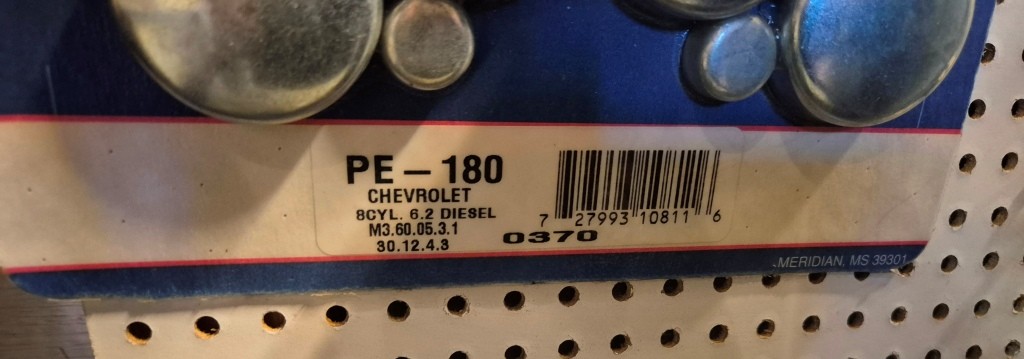 PE – 180
CHEVROLET
8CYL. 6.2 DIESEL
M3.60.05.3.1
30.12.4.3
7 27993 10811 6
0370
MERIDIAN, MS 39301